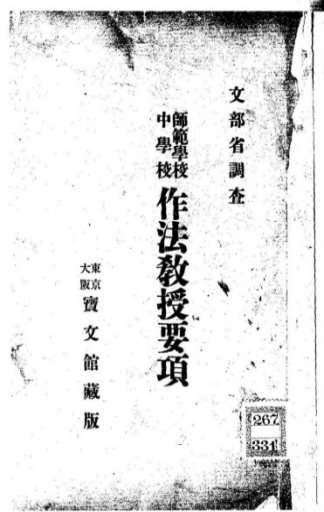 文部省調査
師範學校
中學校
作法教授要項
東京
大阪
寶文館藏版
267
331